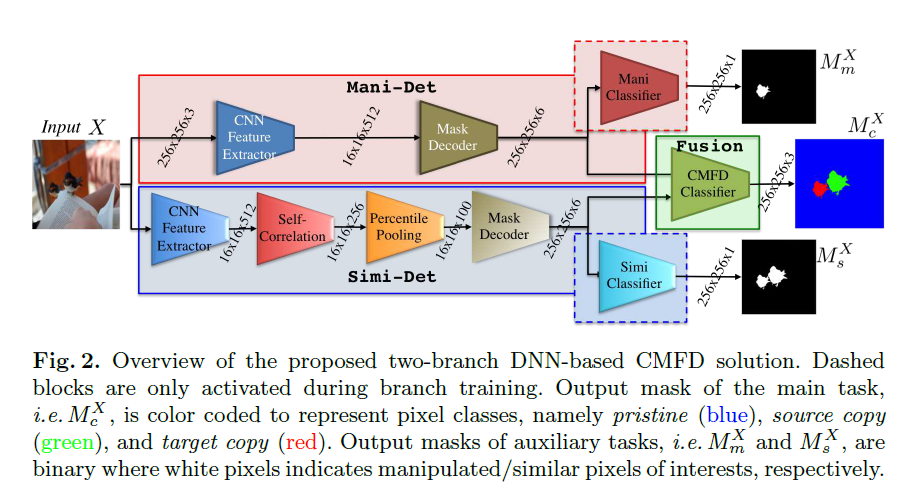 Mani-Det
Input X
256x256x3
CNN
Feature
Extractor
16x16x512
Mask
Decoder
256x256x6
Mani
Classifier
256x256x1
M_m^X
CNN
Feature
Extractor
16x16x512
Self-
Correlation
16x16x256
Percentile
Pooling
16x16x100
Mask
Decoder
256x256x6
Simi-Det
Simi
Classifier
256x256x1
M_s^X
Fusion
CMFD
Classifier
256x256x3
M_c^X
Fig. 2. Overview of the proposed two-branch DNN-based CMFD solution. Dashed
blocks are only activated during branch training. Output mask of the main task,
i.e. M_c^X, is color coded to represent pixel classes, namely pristine (blue), source copy
(green), and target copy (red). Output masks of auxiliary tasks, i.e. M_m^X and M_s^X, are
binary where white pixels indicates manipulated/similar pixels of interests, respectively.